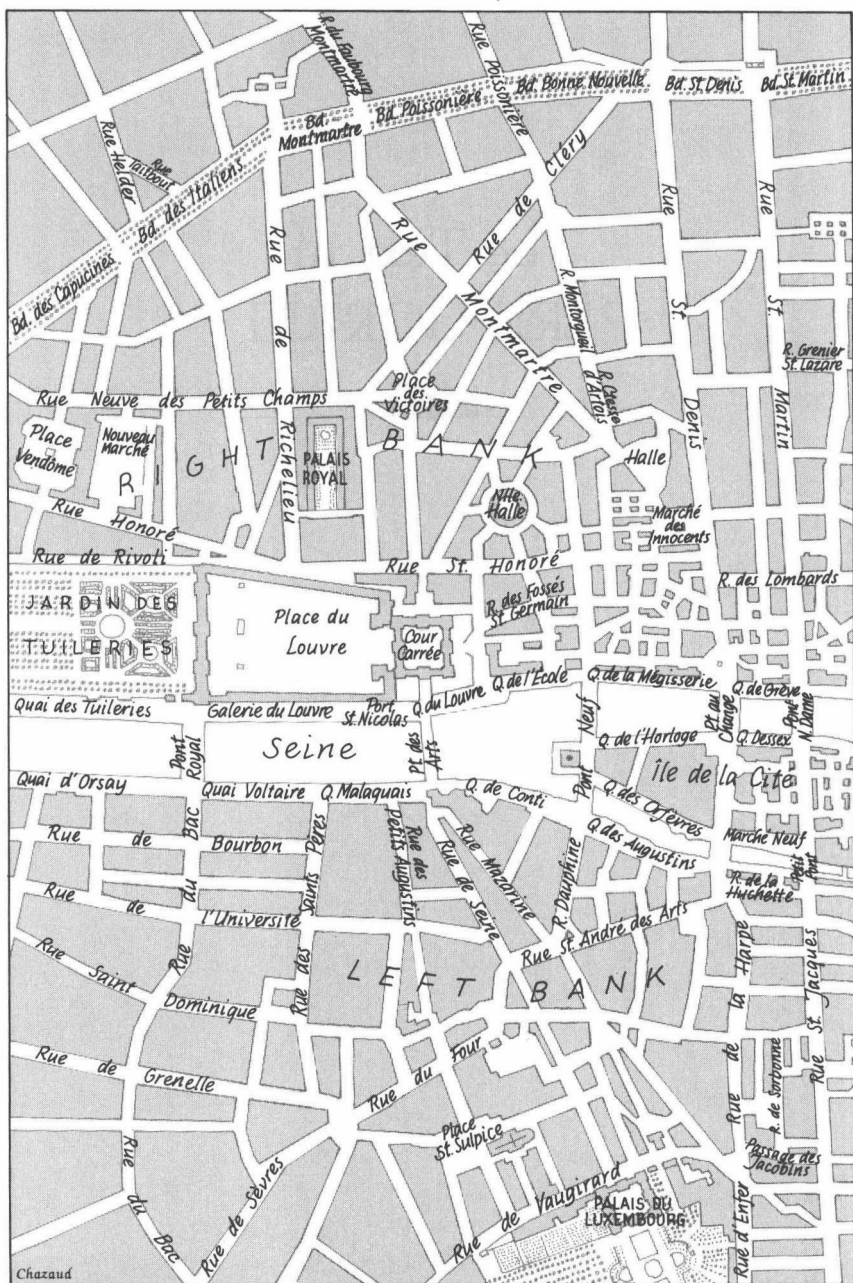 R. du Faubourg
Montmartre
Rue Poissonière
Bd. Bonne Nouvelle
Bd. St. Denis
Bd. St. Martin
Bd. Poissonière
Bd.
Montmartre
Rue Helder
Rue
Taitbout
Bd. des Italiens
Bd. des Capucines
Rue de Cléry
Rue de Richelieu
Rue Montmartre
R. Montorgueil
R. Ctesse
d'Artois
Rue St. Denis
Rue St. Martin
R. Grenier
St. Lazare
Rue Neuve des Petits Champs
Place
des
Victoires
Place
Vendôme
Nouveau
Marché
RIGHT BANK
PALAIS
ROYAL
Nlle.
Halle
Halle
Marché
des
Innocents
Rue Honoré
Rue de Rivoli
Rue St. Honoré
R. des Lombards
JARDIN DES
TUILERIES
Place du
Louvre
Cour
Carrée
R. des Fossés
St. Germain
Quai des Tuileries
Galerie du Louvre
Port
St. Nicolas
Q. du Louvre
Q. de l'École
Q. de la Mégisserie
Pt. au
Change
Q. de Grève
Pont
N. Dame
Pont
Royal
Seine
Pt. des
Arts
Pont Neuf
Q. de l'Horloge
Q. Dessex
Île de la Cité
Quai d'Orsay
Quai Voltaire
Q. Malaquais
Q. de Conti
Q. des Orfèvres
Q. des Augustins
Marché Neuf
Petit
Pont
R. de la
Huchette
Rue de Bourbon
Rue du Bac
Rue des Saints Pères
Rue des
Petits Augustins
Rue de Seine
Rue Mazarine
R. Dauphine
Rue St. André des Arts
Rue de l'Université
LEFT BANK
Rue de la Harpe
Rue St. Jacques
Rue Saint Dominique
Rue de Grenelle
Rue du Four
R. de Sorbonne
Place
St. Sulpice
Passage des
Jacobins
Rue du Bac
Rue de Sèvres
Rue de Vaugirard
PALAIS DU
LUXEMBOURG
Rue d'Enfer
Chazaud